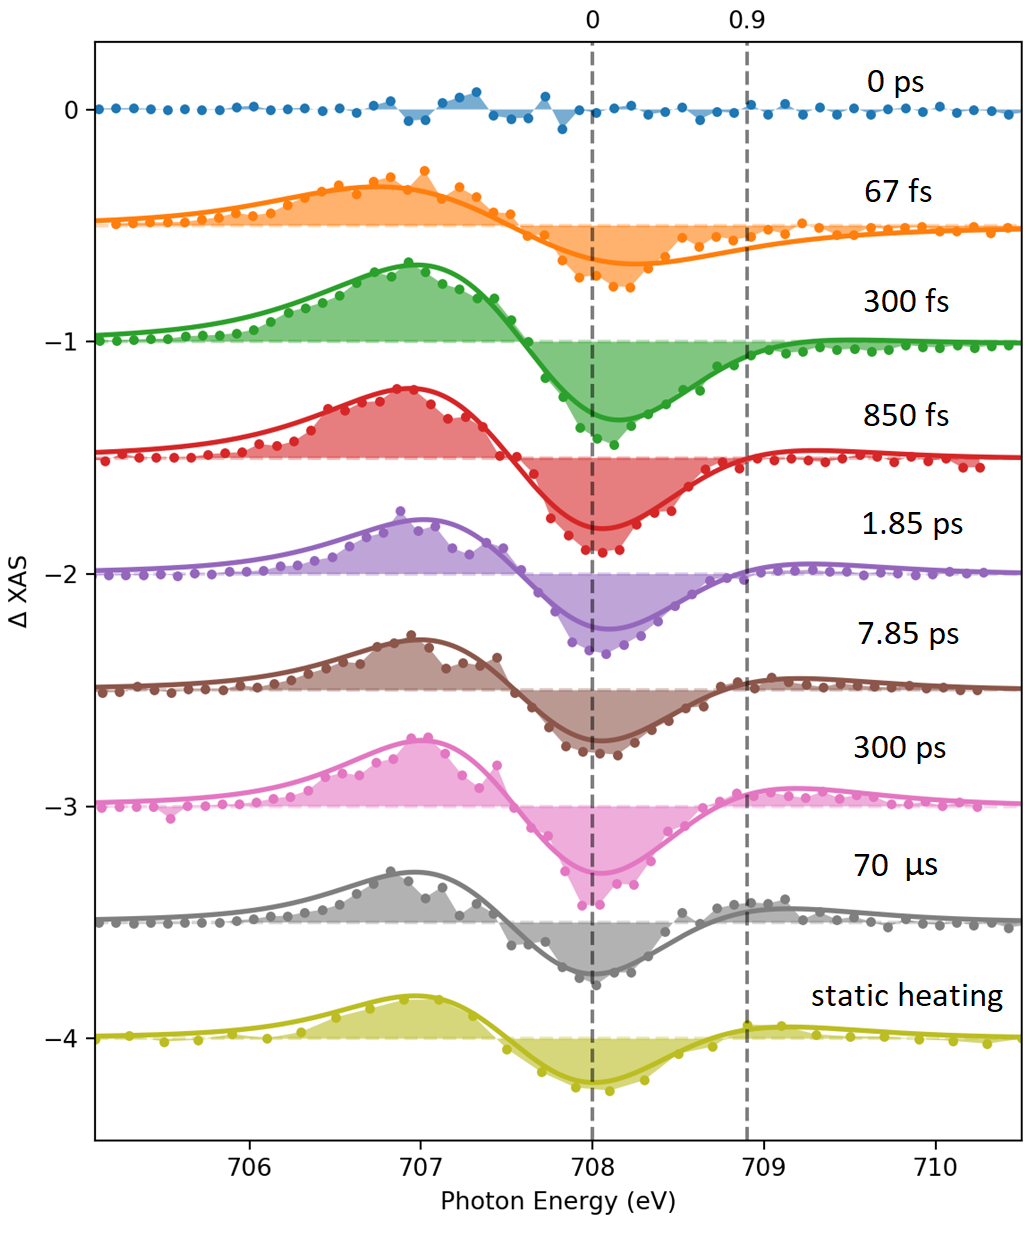 0 0.9
0 ps
0
67 fs
300 fs
−1
850 fs
1.85 ps
−2
Δ XAS
7.85 ps
300 ps
−3
70 μs
static heating
−4
706 707 708 709 710
Photon Energy (eV)